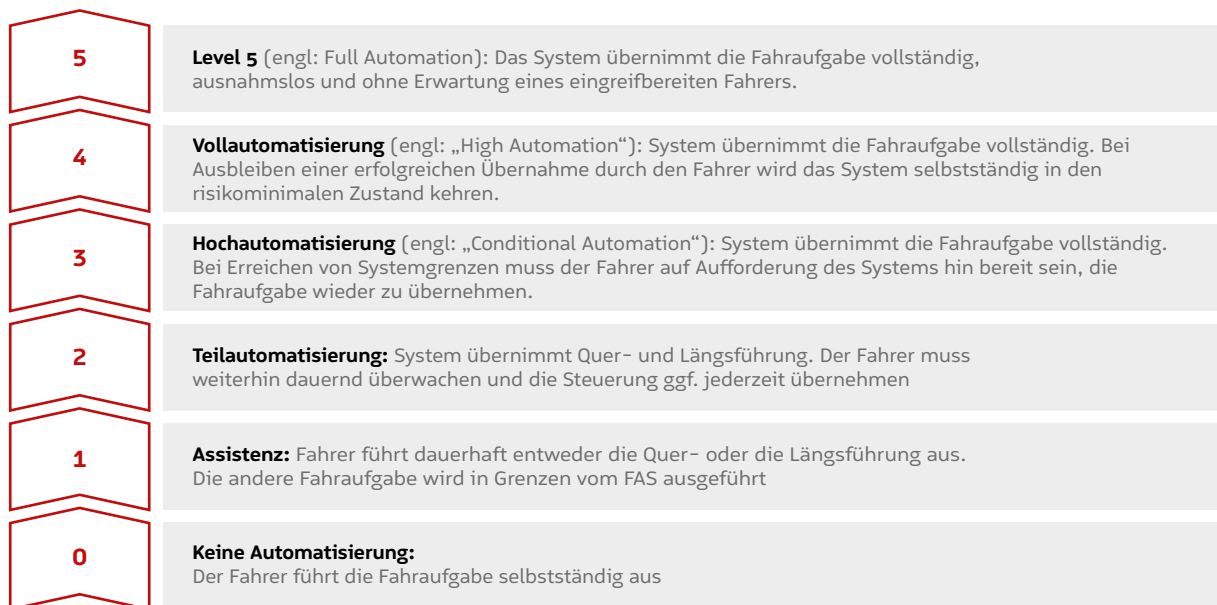 5
Level 5 (engl: Full Automation): Das System übernimmt die Fahraufgabe vollständig,
ausnahmslos und ohne Erwartung eines eingreifbereiten Fahrers.
4
Vollautomatisierung (engl: „High Automation“): System übernimmt die Fahraufgabe vollständig. Bei
Ausbleiben einer erfolgreichen Übernahme durch den Fahrer wird das System selbstständig in den
risikominimalen Zustand kehren.
3
Hochautomatisierung (engl: „Conditional Automation“): System übernimmt die Fahraufgabe vollständig.
Bei Erreichen von Systemgrenzen muss der Fahrer auf Aufforderung des Systems hin bereit sein, die
Fahraufgabe wieder zu übernehmen.
2
Teilautomatisierung: System übernimmt Quer- und Längsführung. Der Fahrer muss
weiterhin dauernd überwachen und die Steuerung ggf. jederzeit übernehmen
1
Assistenz: Fahrer führt dauerhaft entweder die Quer- oder die Längsführung aus.
Die andere Fahraufgabe wird in Grenzen vom FAS ausgeführt
0
Keine Automatisierung:
Der Fahrer führt die Fahraufgabe selbstständig aus